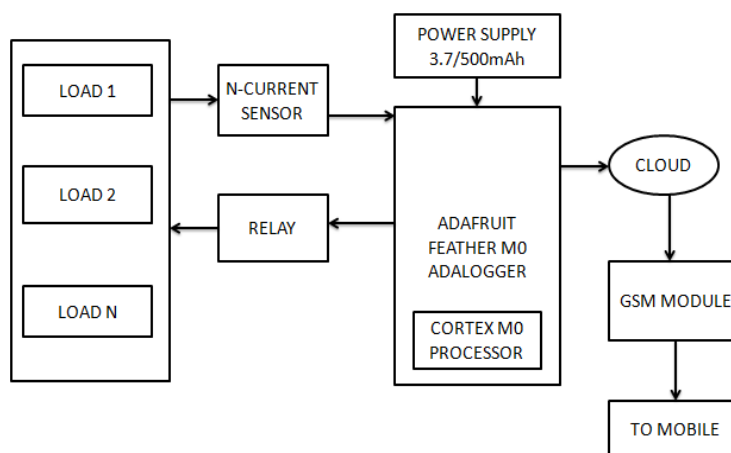 POWER SUPPLY
3.7/500mAh
LOAD 1
N-CURRENT
SENSOR
CLOUD
LOAD 2
RELAY
ADAFRUIT
FEATHER M0
ADALOGGER
LOAD N
GSM MODULE
CORTEX M0
PROCESSOR
TO MOBILE